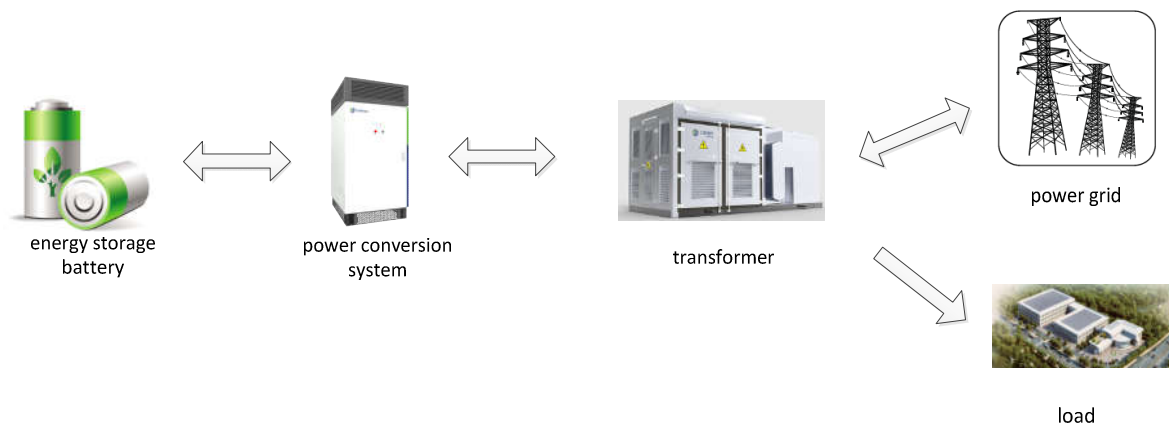 energy storage
battery
power conversion
system
transformer
power grid
load